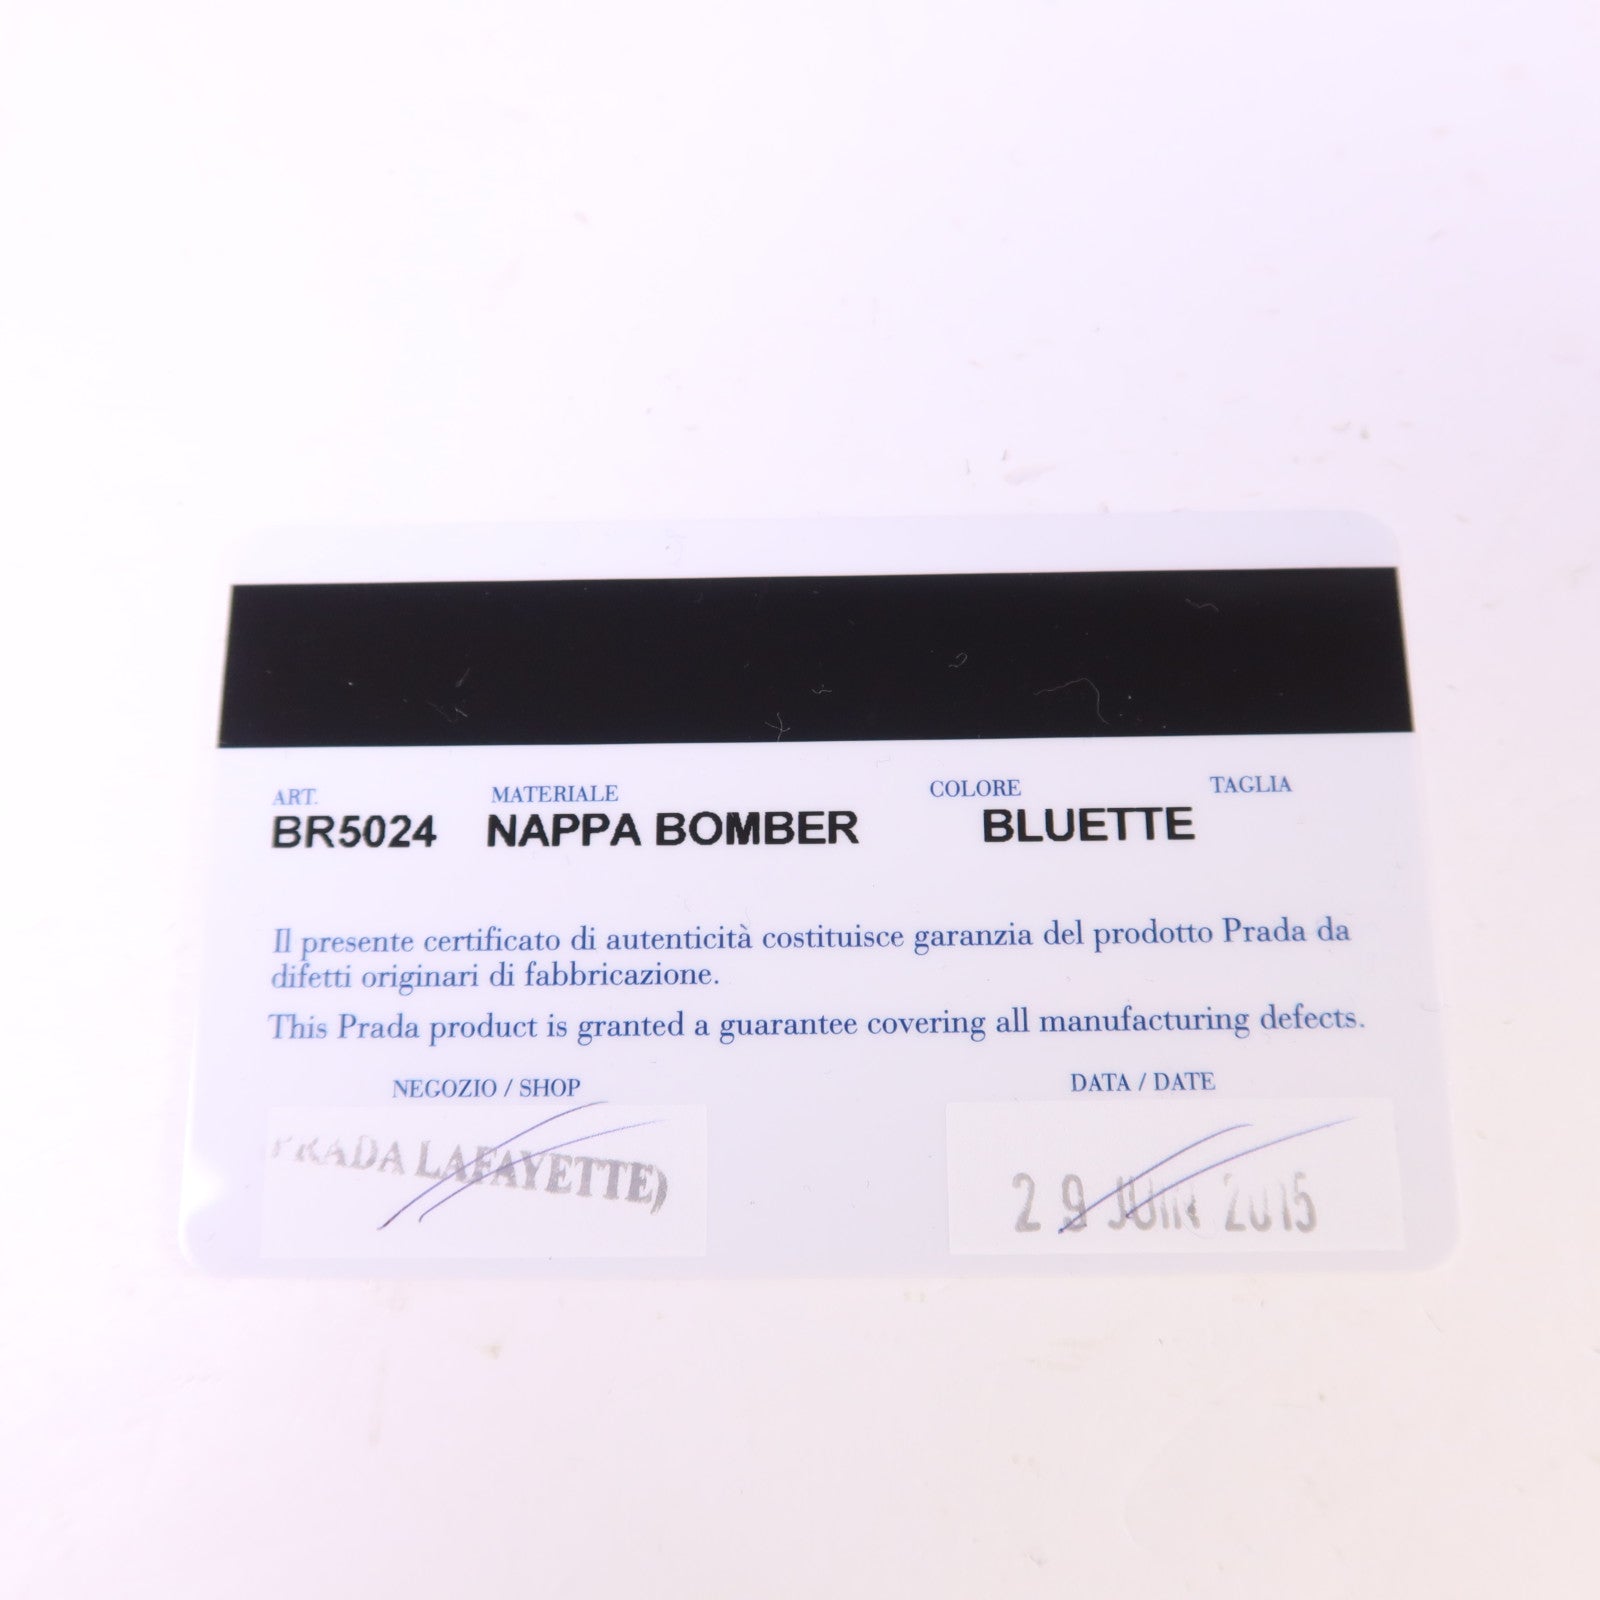 ART. MATERIALE COLORE TAGLIA
BR5024 NAPPA BOMBER BLUETTE
Il presente certificato di autenticità costituisce garanzia del prodotto Prada da
difetti originari di fabbricazione.
This Prada product is granted a guarantee covering all manufacturing defects.
NEGOZIO / SHOP DATA / DATE
PRADA LAFAYETTE) 29 JUIN 2015